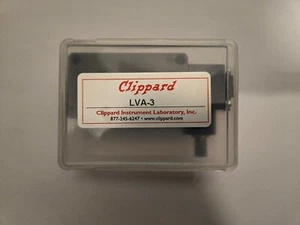 Clippard
LVA-3
Clippard Instrument Laboratory, Inc.
877-245-6247 • www.clippard.com